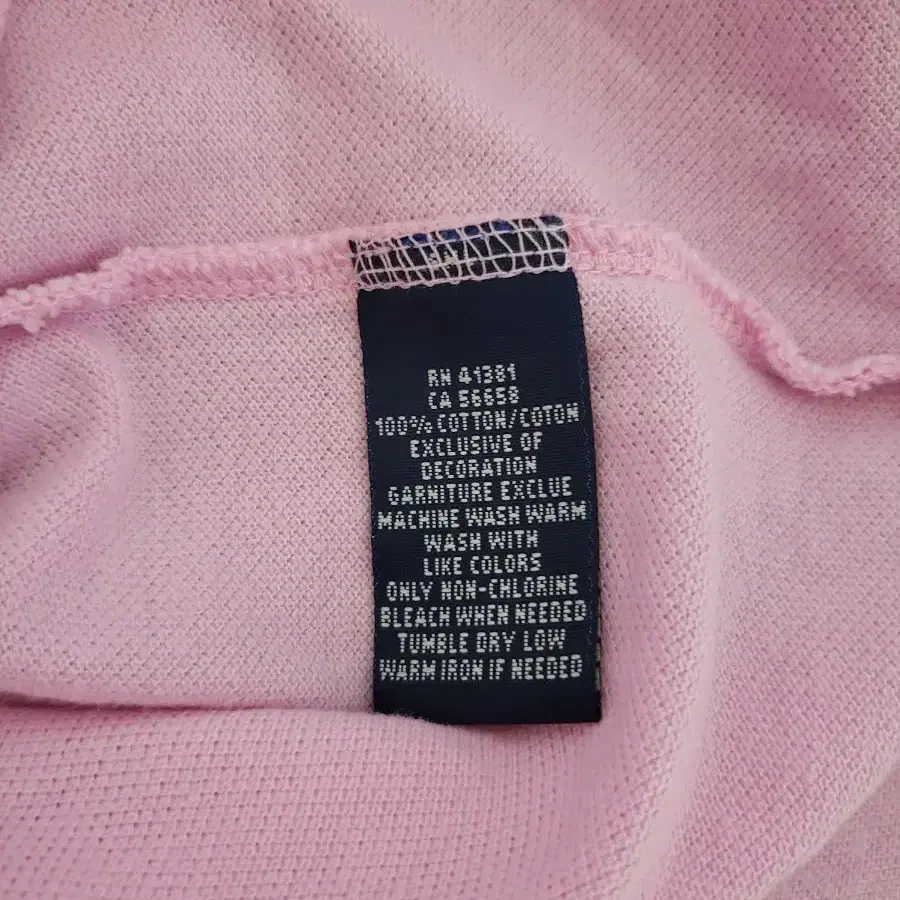 RN 41381
CA 56658
100% COTTON/COTON
EXCLUSIVE OF
DECORATION
GARNITURE EXCLUE
MACHINE WASH WARM
WASH WITH
LIKE COLORS
ONLY NON-CHLORINE
BLEACH WHEN NEEDED
TUMBLE DRY LOW
WARM IRON IF NEEDED